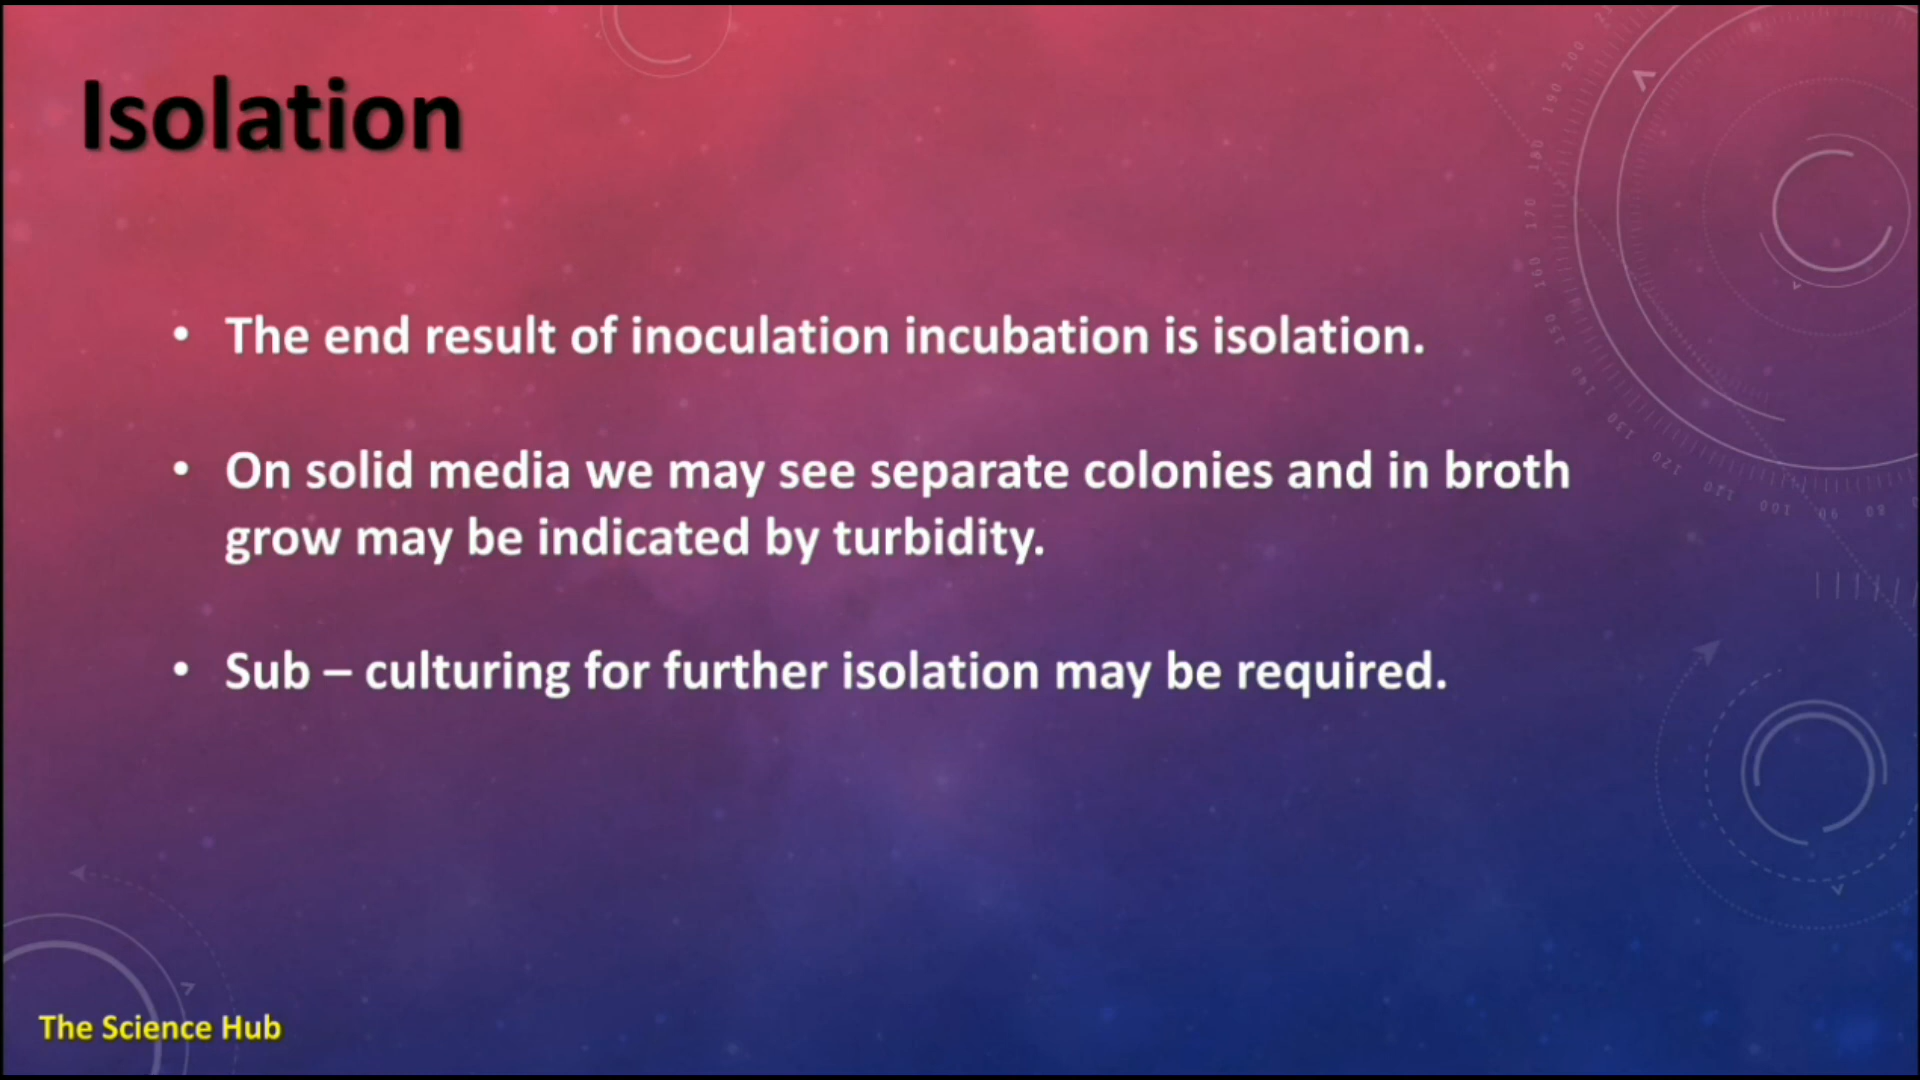 Isolation
• The end result of inoculation incubation is isolation.
• On solid media we may see separate colonies and in broth
grow may be indicated by turbidity.
• Sub – culturing for further isolation may be required.
The Science Hub